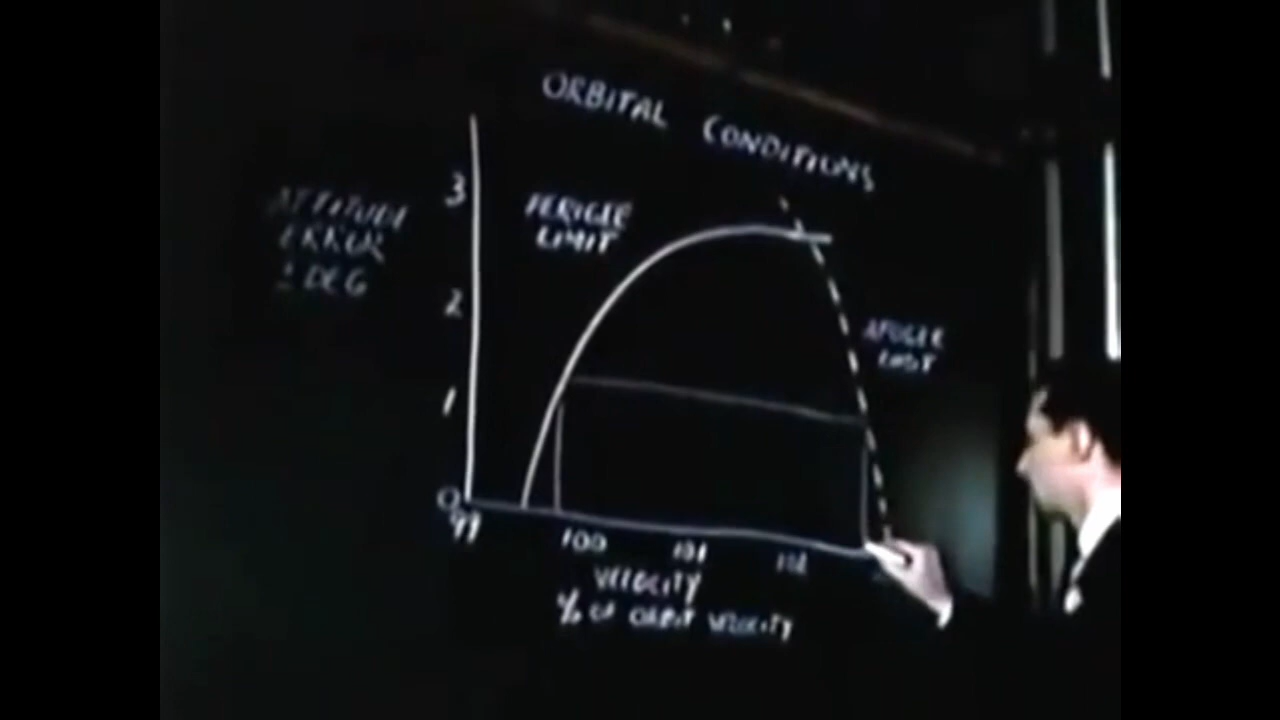 ORBITAL CONDITIONS
3
ATTITUDE
ERROR
± DEG
PERIGEE
LIMIT
2
APOGEE
1
0
99
100
101
102
VELOCITY
% OF ORBIT VELOCITY